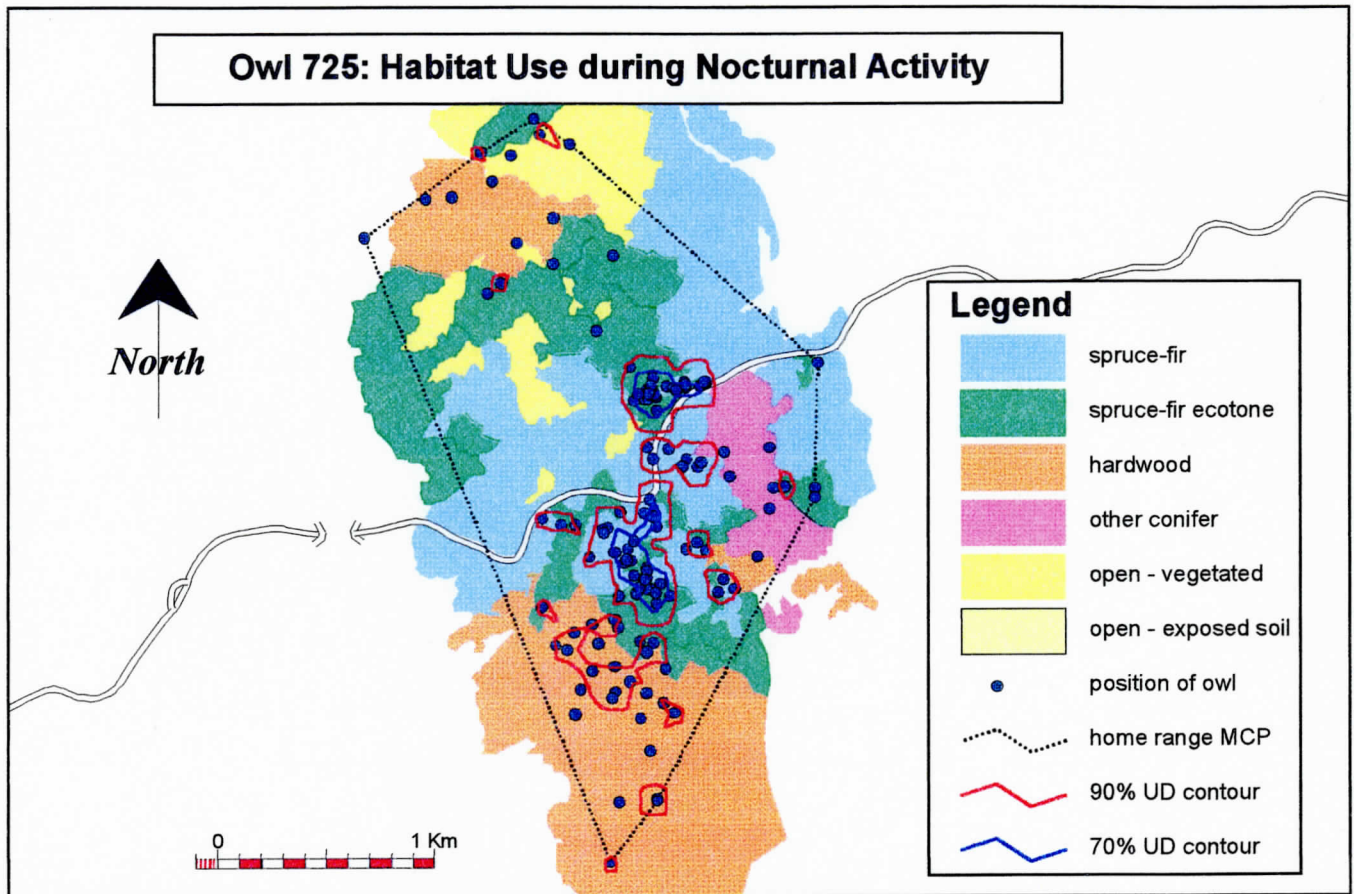 Owl 725: Habitat Use during Nocturnal Activity
North
Legend
spruce-fir
spruce-fir ecotone
hardwood
other conifer
open - vegetated
open - exposed soil
position of owl
home range MCP
90% UD contour
70% UD contour
0 1 Km